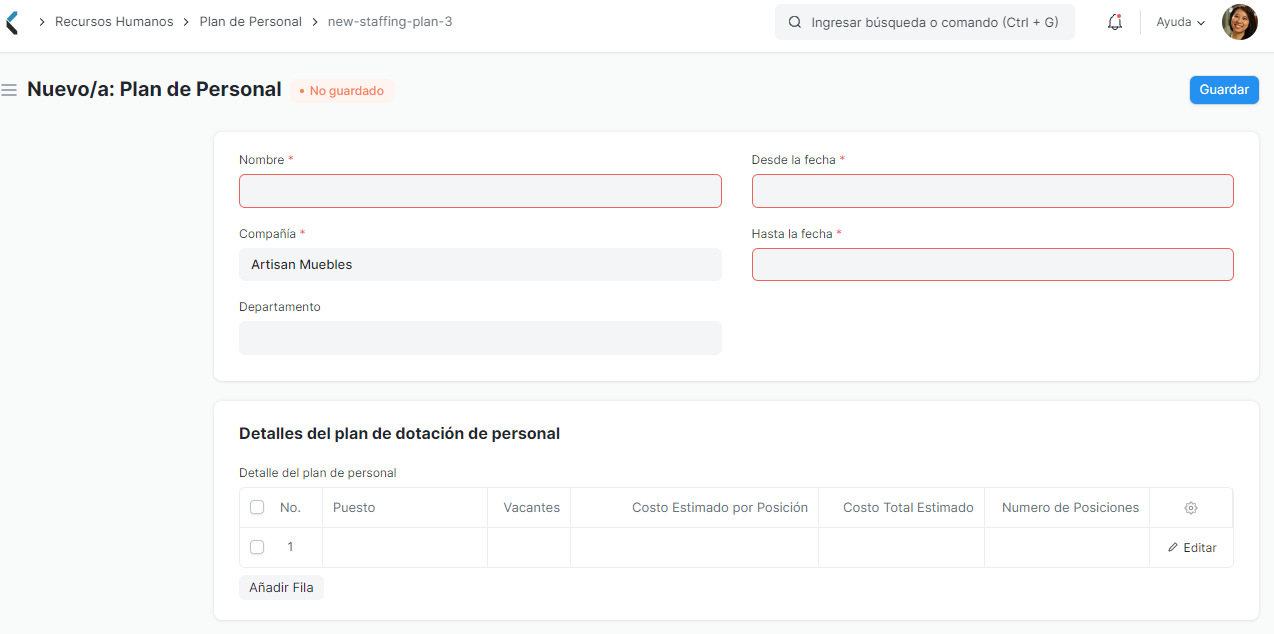 Recursos Humanos > Plan de Personal > new-staffing-plan-3
Ingresar búsqueda o comando (Ctrl + G)
Ayuda
Nuevo/a: Plan de Personal
• No guardado
Guardar
Nombre *
Desde la fecha *
Compañía *
Hasta la fecha *
Artisan Muebles
Departamento
Detalles del plan de dotación de personal
Detalle del plan de personal
No. Puesto Vacantes Costo Estimado por Posición Costo Total Estimado Numero de Posiciones
1 Editar
Añadir Fila